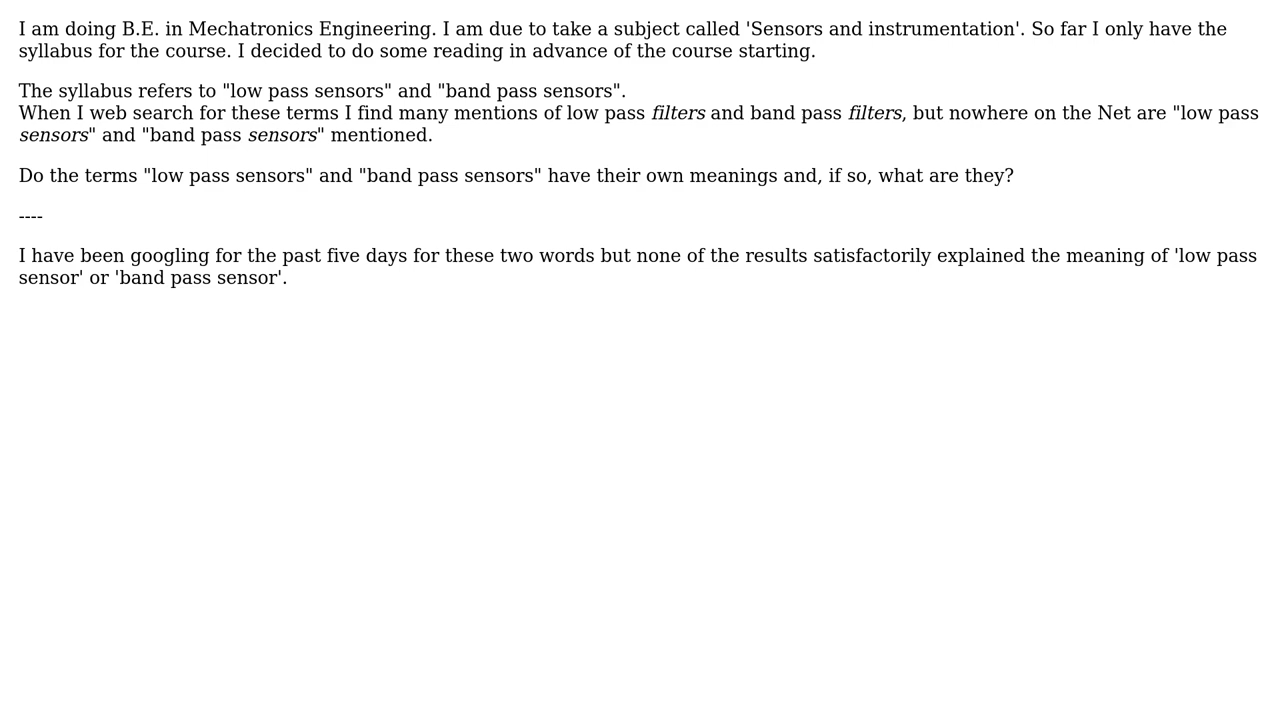 I am doing B.E. in Mechatronics Engineering. I am due to take a subject called 'Sensors and instrumentation'. So far I only have the
syllabus for the course. I decided to do some reading in advance of the course starting.
The syllabus refers to "low pass sensors" and "band pass sensors".
When I web search for these terms I find many mentions of low pass filters and band pass filters, but nowhere on the Net are "low pass
sensors" and "band pass sensors" mentioned.
Do the terms "low pass sensors" and "band pass sensors" have their own meanings and, if so, what are they?
----
I have been googling for the past five days for these two words but none of the results satisfactorily explained the meaning of 'low pass
sensor' or 'band pass sensor'.